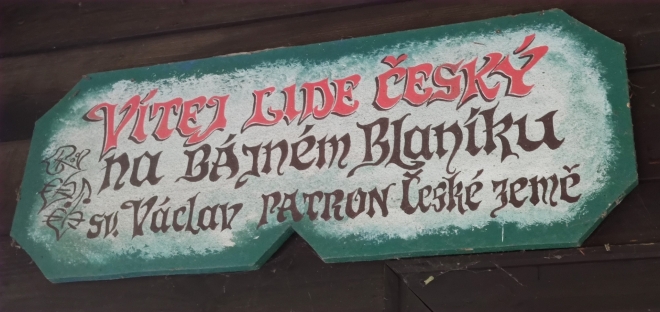 VÍTEJ LIDE ČESKÝ
na BÁJNÉM BLaníku
sv. Václav PATRON České země